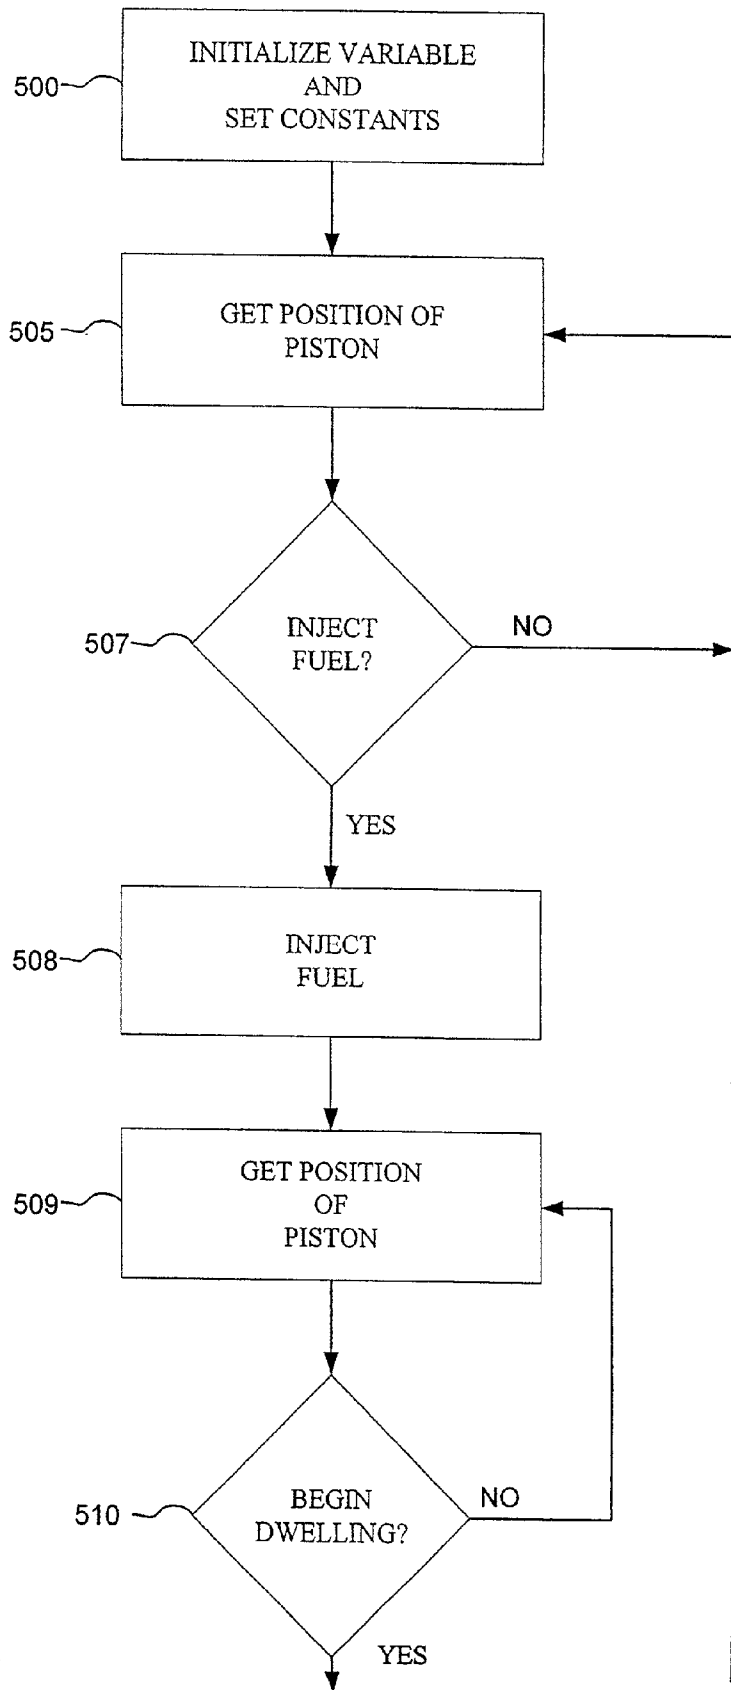 500
INITIALIZE VARIABLE
AND
SET CONSTANTS
505
GET POSITION OF
PISTON
507
INJECT
FUEL?
NO
YES
508
INJECT
FUEL
509
GET POSITION
OF
PISTON
510
BEGIN
DWELLING?
NO
YES